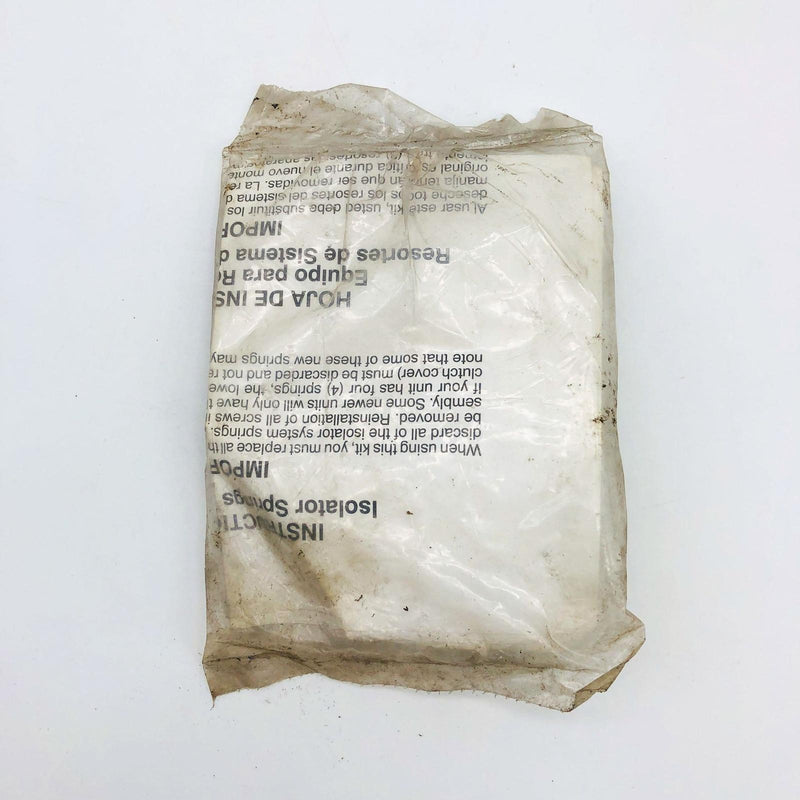 INSTRUCTI
Isolator Springs
IMPOR
When using this kit, you must replace all th
discard all of the isolator system springs.
be removed. Reinstallation of all screws i
sembly. Some newer units will only have t
If your unit has four (4) springs, the lowe
clutch cover) must be discarded and not re
note that some of these new springs may
HOJA DE INS
Equipo para Re
Resortes de Sistema d
IMPOR
Al usar este kit, usted debe substituir los
deseche todos los resortes del sistema d
manija tendrán que ser removidas. La re
original es crítica durante el nuevo monte
(2) resortes.